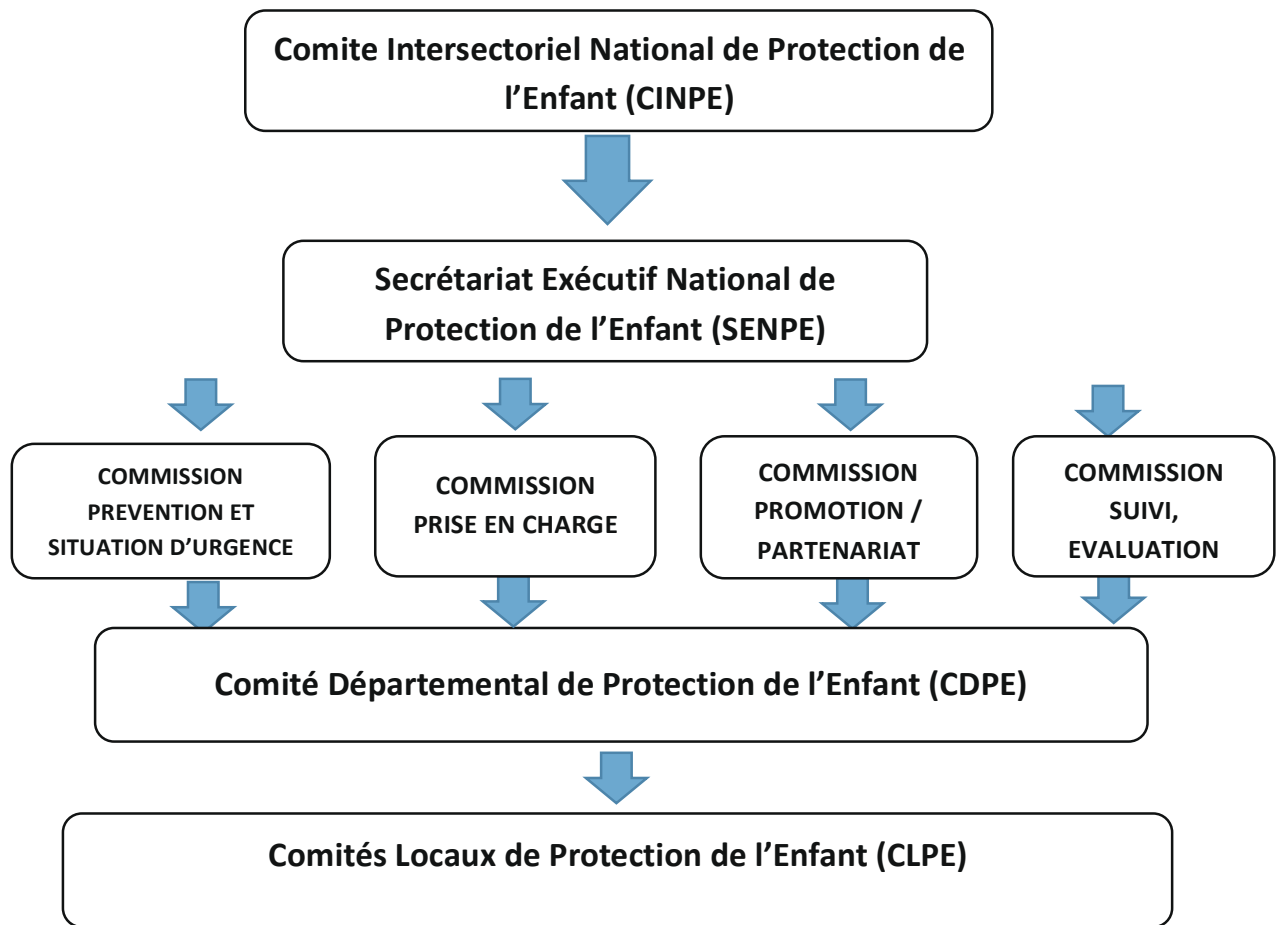 Comite Intersectoriel National de Protection de
l’Enfant (CINPE)
Secrétariat Exécutif National de
Protection de l’Enfant (SENPE)
COMMISSION
PREVENTION ET
SITUATION D’URGENCE
COMMISSION
PRISE EN CHARGE
COMMISSION
PROMOTION /
PARTENARIAT
COMMISSION
SUIVI,
EVALUATION
Comité Départemental de Protection de l’Enfant (CDPE)
Comités Locaux de Protection de l’Enfant (CLPE)